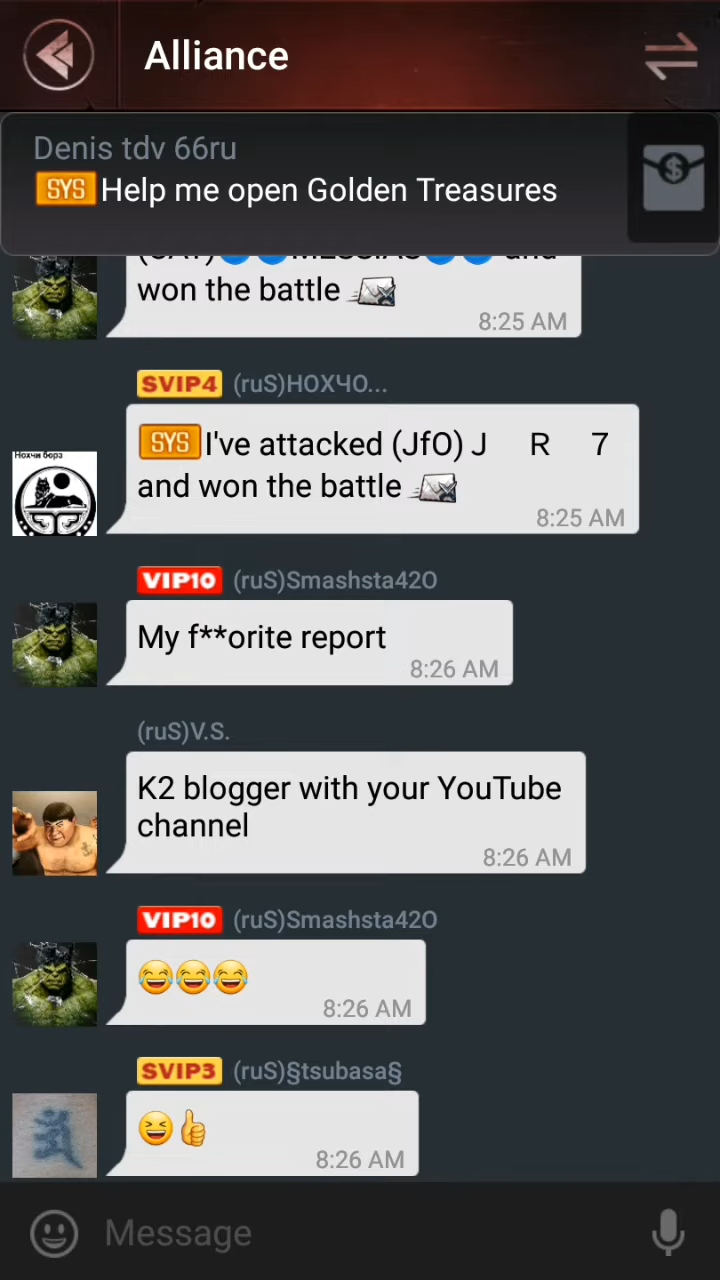 Alliance
Denis tdv 66ru
SYS Help me open Golden Treasures
won the battle
8:25 AM
SVIP4 (ruS)НОХЧО...
Нохчи борз
SYS I've attacked (JfO) J R 7
and won the battle
8:25 AM
VIP10 (ruS)Smashsta42O
My f**orite report
8:26 AM
(ruS)V.S.
K2 blogger with your YouTube
channel
8:26 AM
VIP10 (ruS)Smashsta42O
😂😂😂
8:26 AM
SVIP3 (ruS)§tsubasa§
😆👍
8:26 AM
Message